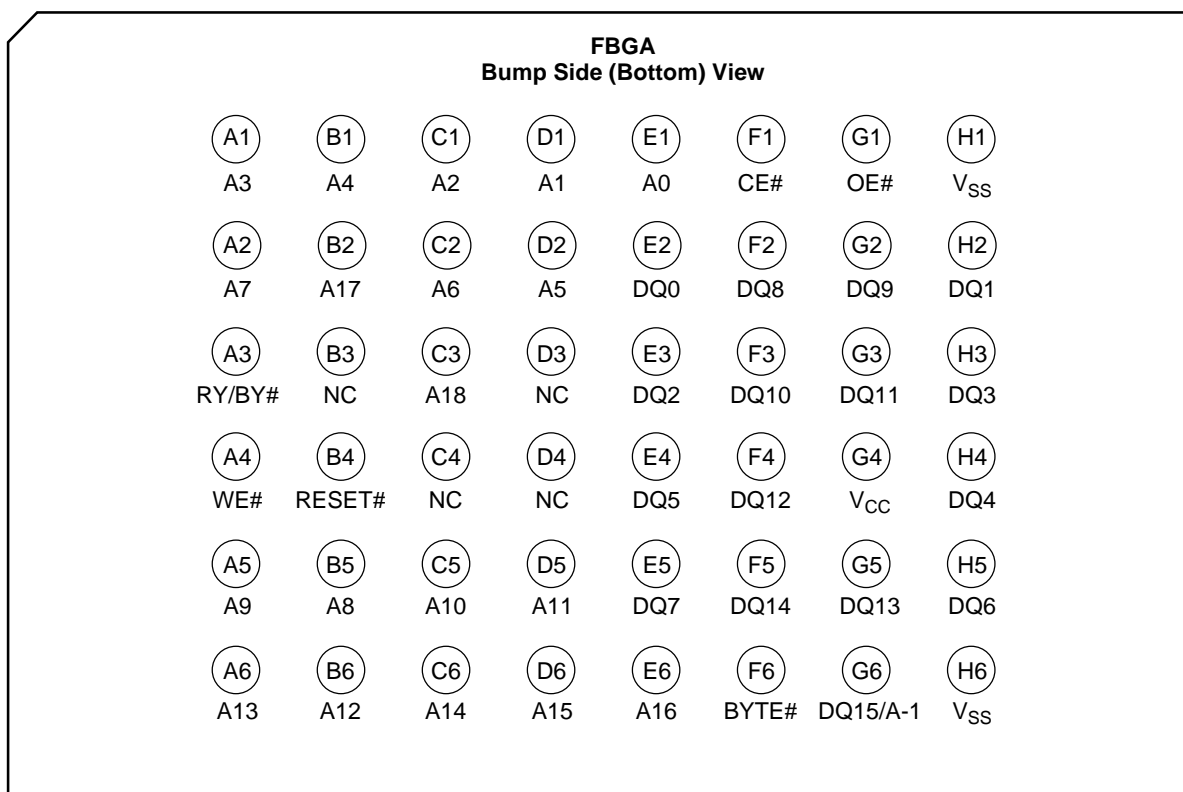 FBGA
Bump Side (Bottom) View
A1 B1 C1 D1 E1 F1 G1 H1
A3 A4 A2 A1 A0 CE# OE# VSS
A2 B2 C2 D2 E2 F2 G2 H2
A7 A17 A6 A5 DQ0 DQ8 DQ9 DQ1
A3 B3 C3 D3 E3 F3 G3 H3
RY/BY# NC A18 NC DQ2 DQ10 DQ11 DQ3
A4 B4 C4 D4 E4 F4 G4 H4
WE# RESET# NC NC DQ5 DQ12 VCC DQ4
A5 B5 C5 D5 E5 F5 G5 H5
A9 A8 A10 A11 DQ7 DQ14 DQ13 DQ6
A6 B6 C6 D6 E6 F6 G6 H6
A13 A12 A14 A15 A16 BYTE# DQ15/A-1 VSS